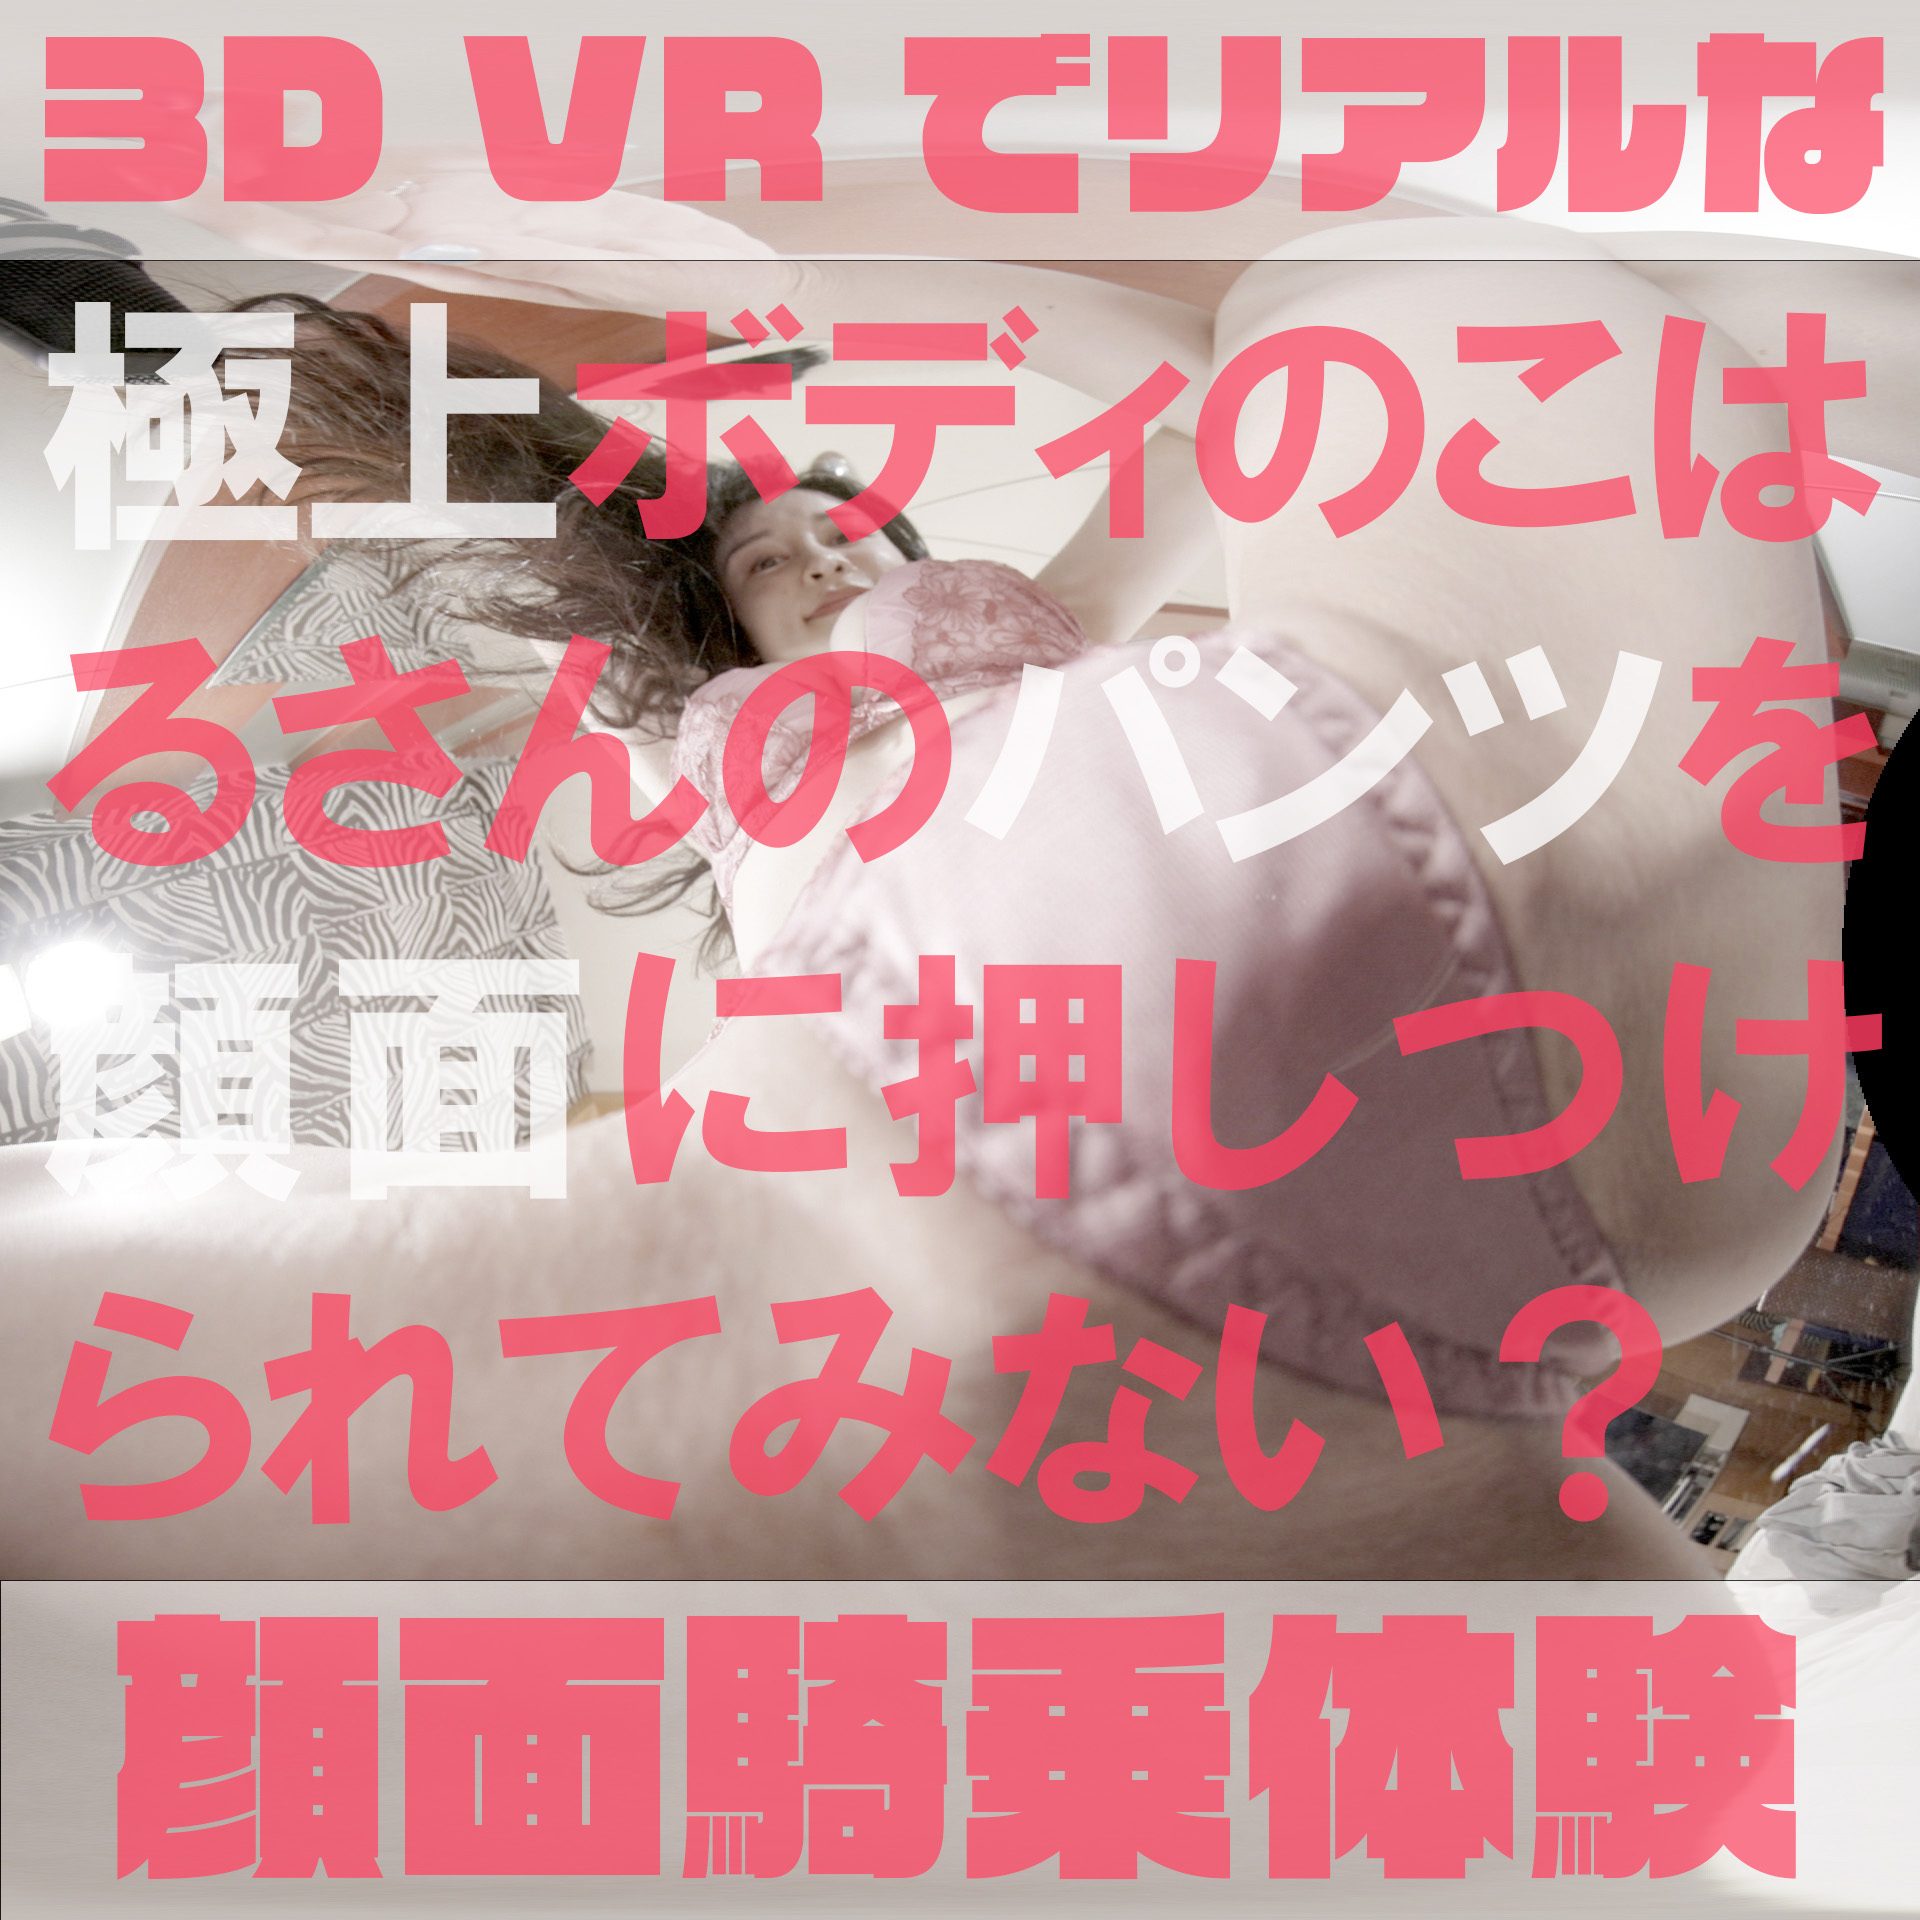 3D VRでリアルな
極上ボディのこは
るさんのパンツを
顔面に押しつけ
られてみない?
顔面騎乗体験